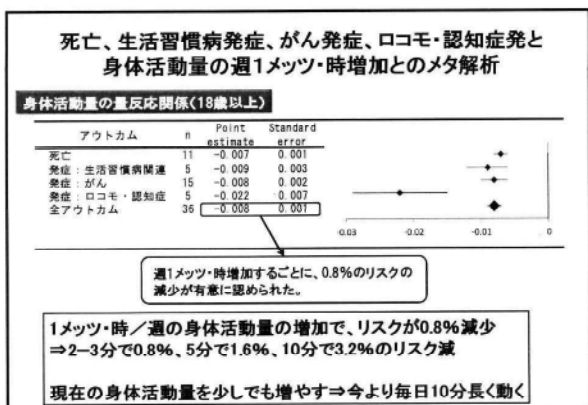 死亡、生活習慣病発症、がん発症、ロコモ・認知症発と
身体活動量の週1メッツ・時増加とのメタ解析
身体活動量の量反応関係(18歳以上)
アウトカム n Point estimate Standard error
死亡 11 -0.007 0.001
発症:生活習慣病関連 5 -0.009 0.003
発症:がん 15 -0.008 0.002
発症:ロコモ・認知症 5 -0.022 0.007
全アウトカム 36 -0.008 0.001
-0.03 -0.02 -0.01 0
週1メッツ・時増加するごとに、0.8%のリスクの
減少が有意に認められた。
1メッツ・時/週の身体活動量の増加で、リスクが0.8%減少
⇒2-3分で0.8%、5分で1.6%、10分で3.2%のリスク減
現在の身体活動量を少しでも増やす⇒今より毎日10分長く動く